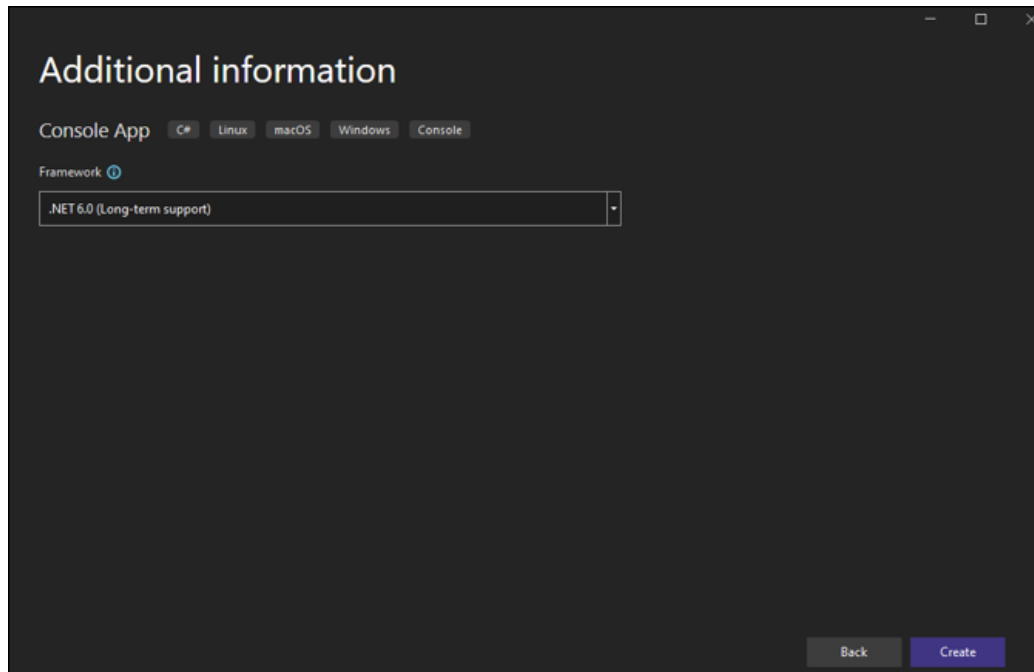 Additional information
Console App C# Linux macOS Windows Console
Framework
.NET 6.0 (Long-term support)
Back Create